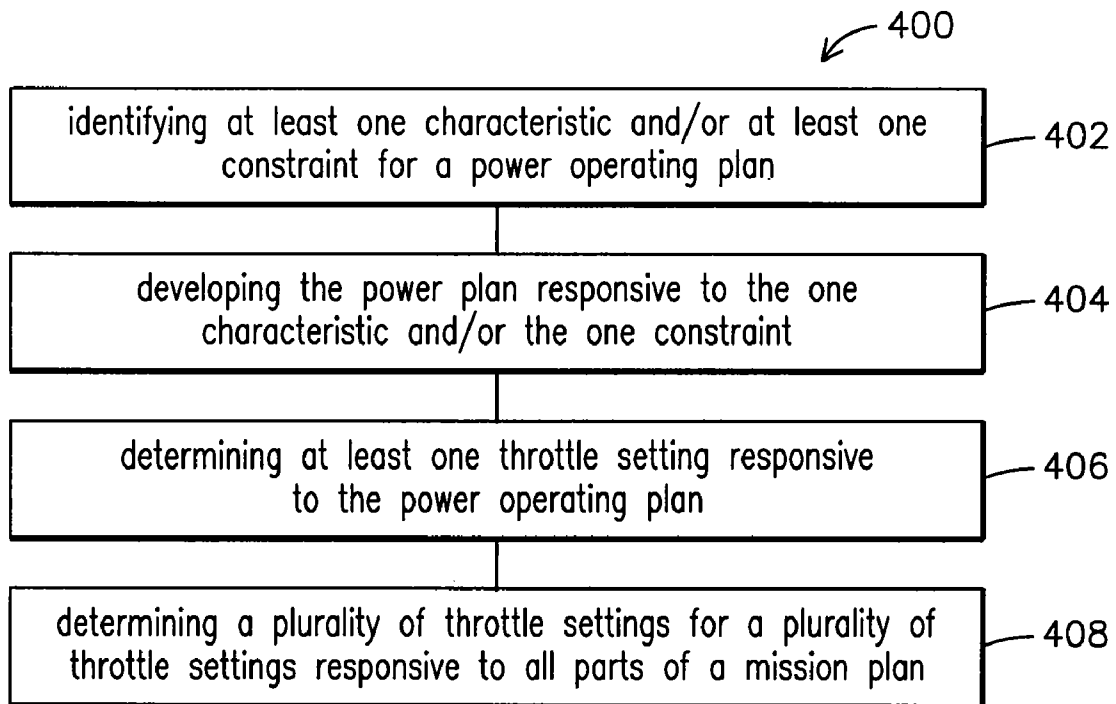 400
identifying at least one characteristic and/or at least one
constraint for a power operating plan
402
developing the power plan responsive to the one
characteristic and/or the one constraint
404
determining at least one throttle setting responsive
to the power operating plan
406
determining a plurality of throttle settings for a plurality of
throttle settings responsive to all parts of a mission plan
408